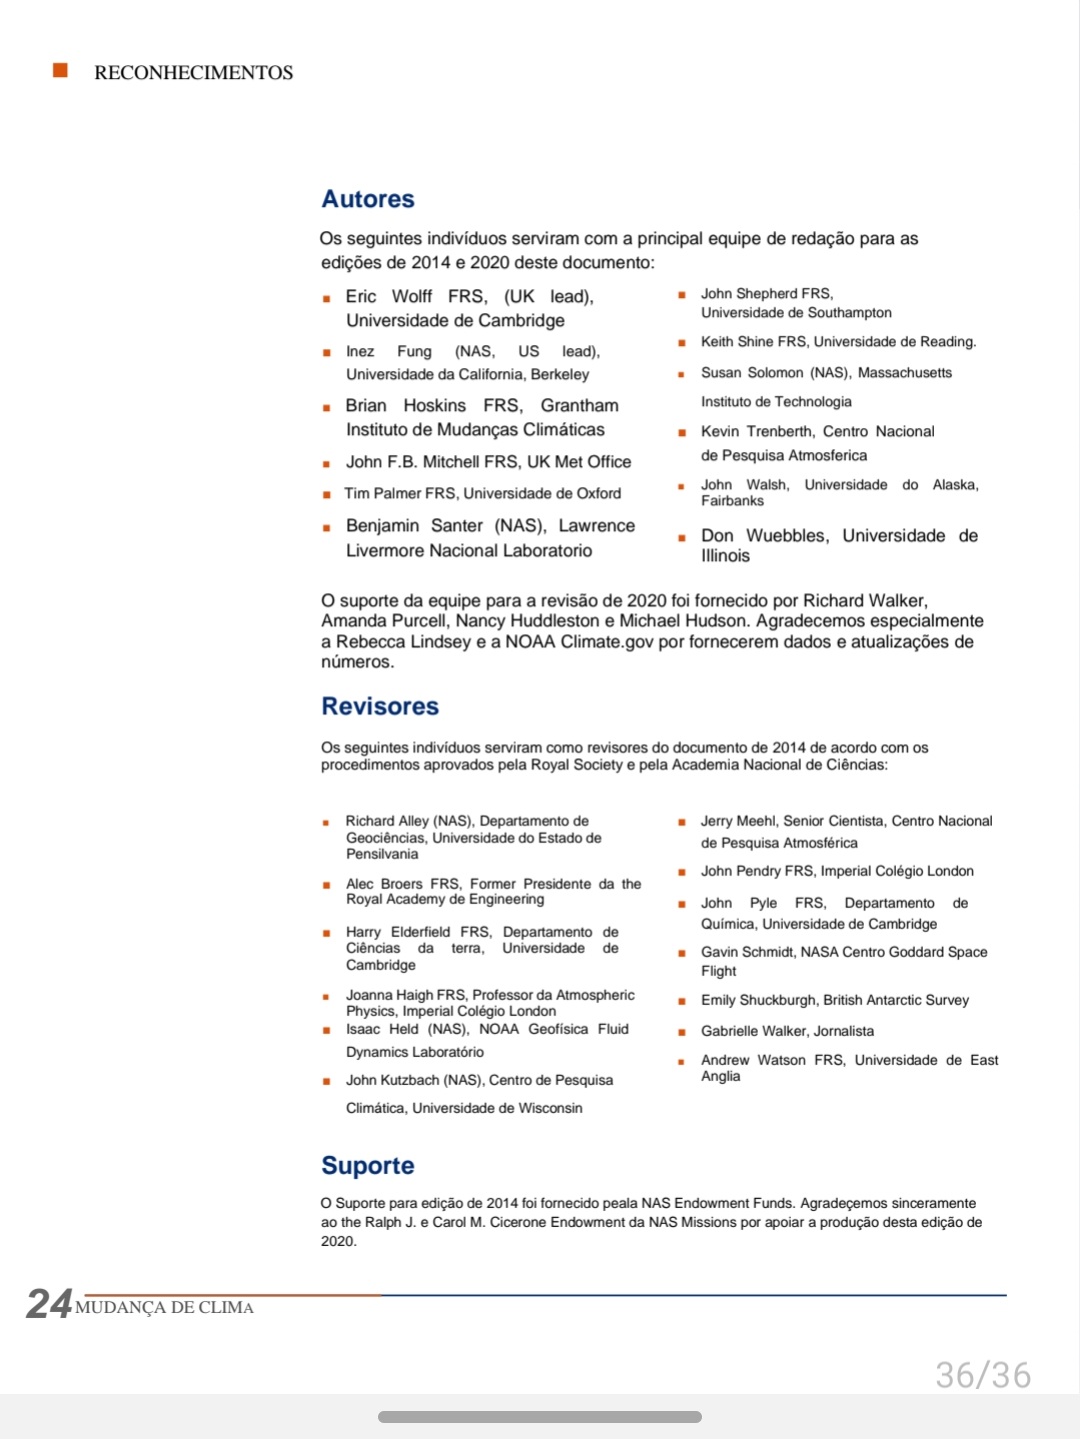 RECONHECIMENTOS
Autores
Os seguintes indivíduos serviram com a principal equipe de redação para as
edições de 2014 e 2020 deste documento:
Eric Wolff FRS, (UK lead),
Universidade de Cambridge
Inez Fung (NAS, US lead),
Universidade da California, Berkeley
Brian Hoskins FRS, Grantham
Instituto de Mudanças Climáticas
John F.B. Mitchell FRS, UK Met Office
Tim Palmer FRS, Universidade de Oxford
Benjamin Santer (NAS), Lawrence
Livermore Nacional Laboratorio
John Shepherd FRS,
Universidade de Southampton
Keith Shine FRS, Universidade de Reading.
Susan Solomon (NAS), Massachusetts
Instituto de Technologia
Kevin Trenberth, Centro Nacional
de Pesquisa Atmosferica
John Walsh, Universidade do Alaska,
Fairbanks
Don Wuebbles, Universidade de
Illinois
O suporte da equipe para a revisão de 2020 foi fornecido por Richard Walker,
Amanda Purcell, Nancy Huddleston e Michael Hudson. Agradecemos especialmente
a Rebecca Lindsey e a NOAA Climate.gov por fornecerem dados e atualizações de
números.
Revisores
Os seguintes indivíduos serviram como revisores do documento de 2014 de acordo com os
procedimentos aprovados pela Royal Society e pela Academia Nacional de Ciências:
Richard Alley (NAS), Departamento de
Geociências, Universidade do Estado de
Pensilvania
Alec Broers FRS, Former Presidente da the
Royal Academy de Engineering
Harry Elderfield FRS, Departamento de
Ciências da terra, Universidade de
Cambridge
Joanna Haigh FRS, Professor da Atmospheric
Physics, Imperial Colégio London
Isaac Held (NAS), NOAA Geofísica Fluid
Dynamics Laboratório
John Kutzbach (NAS), Centro de Pesquisa
Climática, Universidade de Wisconsin
Jerry Meehl, Senior Cientista, Centro Nacional
de Pesquisa Atmosférica
John Pendry FRS, Imperial Colégio London
John Pyle FRS, Departamento de
Química, Universidade de Cambridge
Gavin Schmidt, NASA Centro Goddard Space
Flight
Emily Shuckburgh, British Antarctic Survey
Gabrielle Walker, Jornalista
Andrew Watson FRS, Universidade de East
Anglia
Suporte
O Suporte para edição de 2014 foi fornecido peala NAS Endowment Funds. Agradeçemos sinceramente
ao the Ralph J. e Carol M. Cicerone Endowment da NAS Missions por apoiar a produção desta edição de
2020.
24 MUDANÇA DE CLIMA
36/36